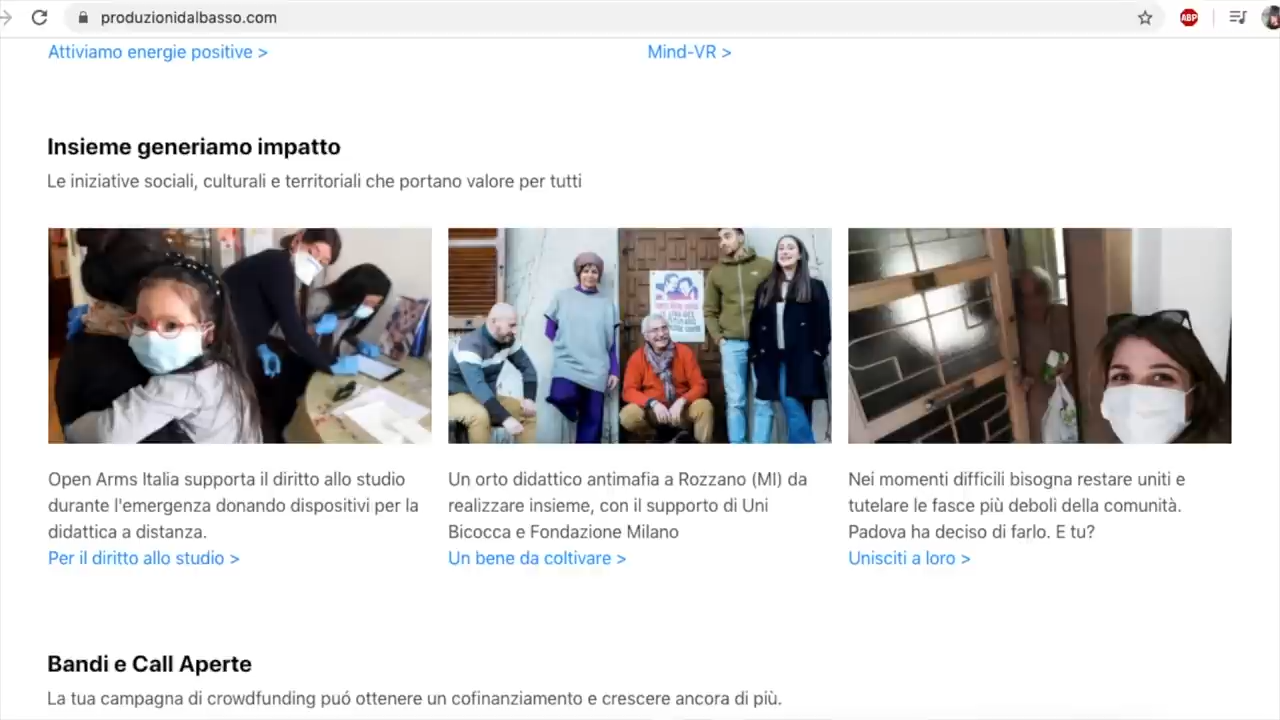 produzionidalbasso.com
ABP
Attiviamo energie positive >
Mind-VR >
Insieme generiamo impatto
Le iniziative sociali, culturali e territoriali che portano valore per tutti
Open Arms Italia supporta il diritto allo studio
durante l'emergenza donando dispositivi per la
didattica a distanza.
Per il diritto allo studio >
Un orto didattico antimafia a Rozzano (MI) da
realizzare insieme, con il supporto di Uni
Bicocca e Fondazione Milano
Un bene da coltivare >
Nei momenti difficili bisogna restare uniti e
tutelare le fasce più deboli della comunità.
Padova ha deciso di farlo. E tu?
Unisciti a loro >
Bandi e Call Aperte
La tua campagna di crowdfunding puó ottenere un cofinanziamento e crescere ancora di più.